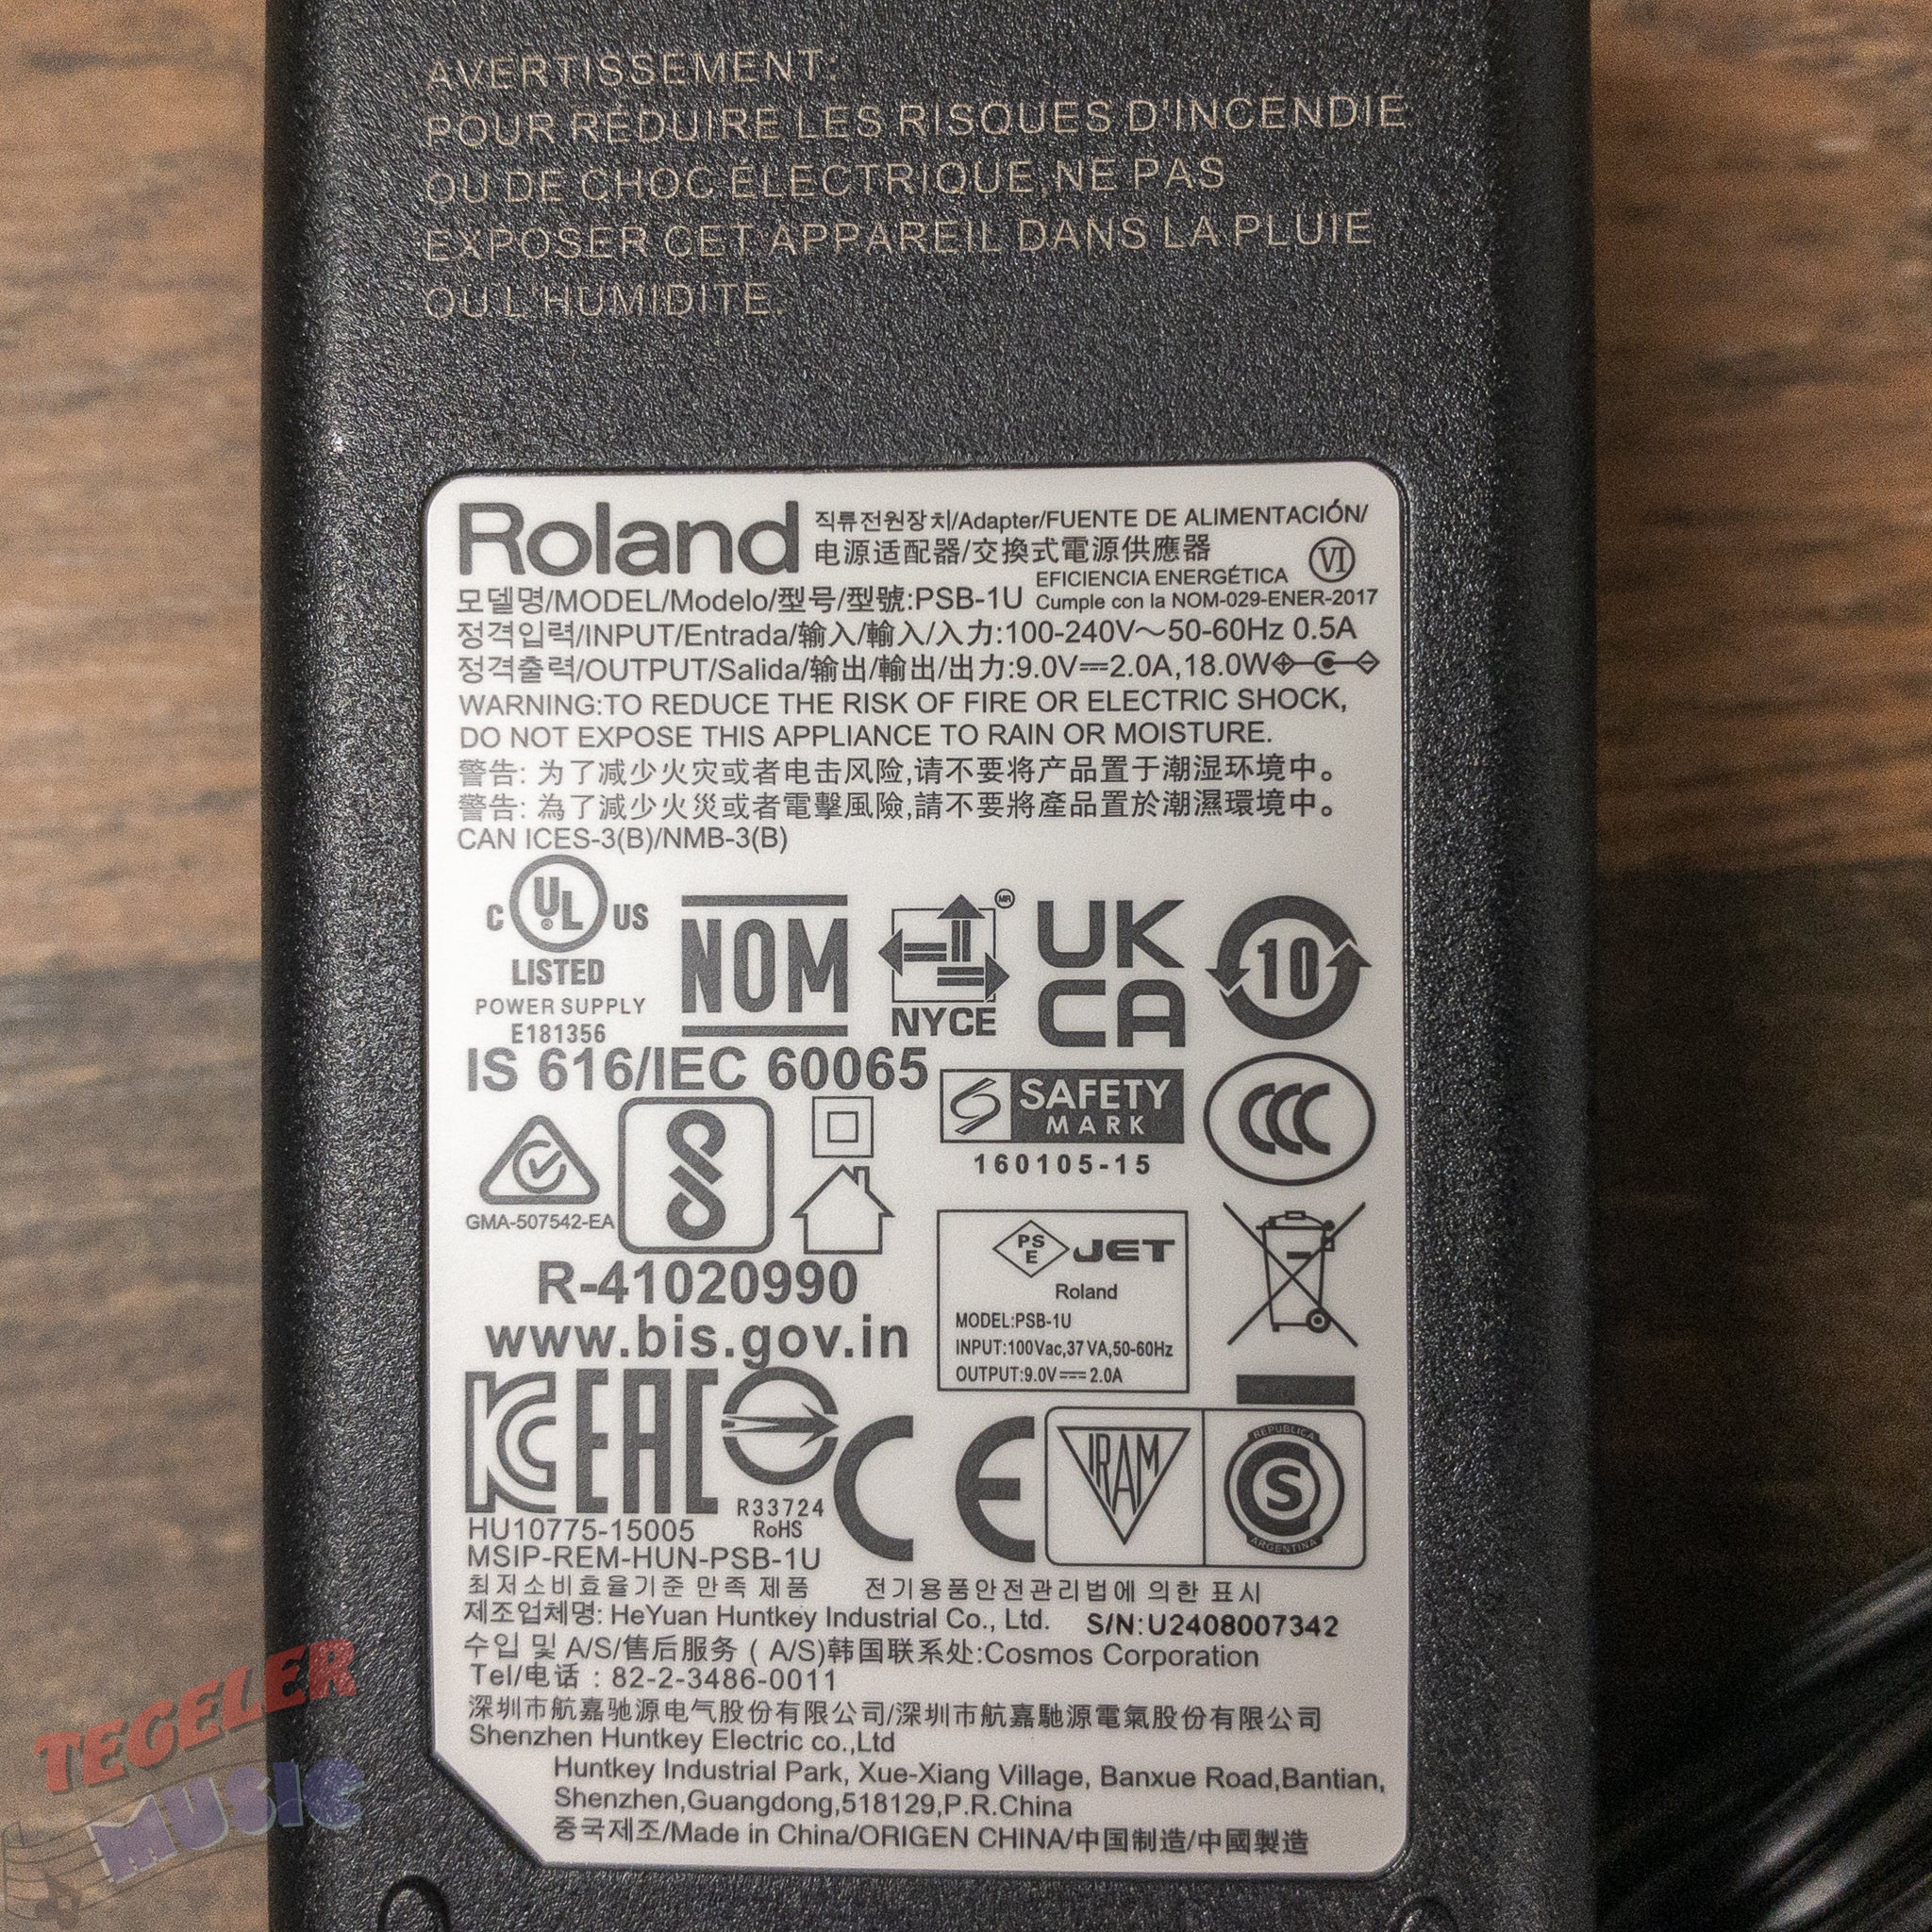 AVERTISSEMENT:
POUR RÉDUIRE LES RISQUES D'INCENDIE
OU DE CHOC ÉLECTRIQUE,NE PAS
EXPOSER CET APPAREIL DANS LA PLUIE
OU L'HUMIDITE.
Roland 직류전원장치/Adapter/FUENTE DE ALIMENTACIÓN/
电源适配器/交換式電源供應器
VI
EFICIENCIA ENERGÉTICA
모델명/MODEL/Modelo/型号/型號:PSB-1U Cumple con la NOM-029-ENER-2017
정격입력/INPUT/Entrada/输入/輸入/入力:100-240V～50-60Hz 0.5A
정격출력/OUTPUT/Salida/输出/輸出/出力:9.0V⎓2.0A,18.0W
WARNING:TO REDUCE THE RISK OF FIRE OR ELECTRIC SHOCK,
DO NOT EXPOSE THIS APPLIANCE TO RAIN OR MOISTURE.
警告: 为了减少火灾或者电击风险,请不要将产品置于潮湿环境中。
警告: 為了減少火災或者電擊風險,請不要將產品置於潮濕環境中。
CAN ICES-3(B)/NMB-3(B)
C UL US
LISTED
POWER SUPPLY
E181356
NOM
MR
NYCE
UK
CA
10
IS 616/IEC 60065
SAFETY
MARK
160105-15
CCC
GMA-507542-EA
R-41020990
www.bis.gov.in
PS
E
JET
Roland
MODEL:PSB-1U
INPUT:100Vac,37 VA,50-60Hz
OUTPUT:9.0V⎓2.0A
KC EAC
R33724
RoHS
CE
IRAM
REPUBLICA
S
ARGENTINA
HU10775-15005
MSIP-REM-HUN-PSB-1U
최저소비효율기준 만족 제품 전기용품안전관리법에 의한 표시
제조업체명: HeYuan Huntkey Industrial Co., Ltd. S/N:U2408007342
수입 및 A/S/售后服务 ( A/S)韩国联系处:Cosmos Corporation
Tel/电话 : 82-2-3486-0011
深圳市航嘉驰源电气股份有限公司/深圳市航嘉馳源電氣股份有限公司
Shenzhen Huntkey Electric co.,Ltd
Huntkey Industrial Park, Xue-Xiang Village, Banxue Road,Bantian,
Shenzhen,Guangdong,518129,P.R.China
중국제조/Made in China/ORIGEN CHINA/中国制造/中國製造
TEGELER
MUSIC